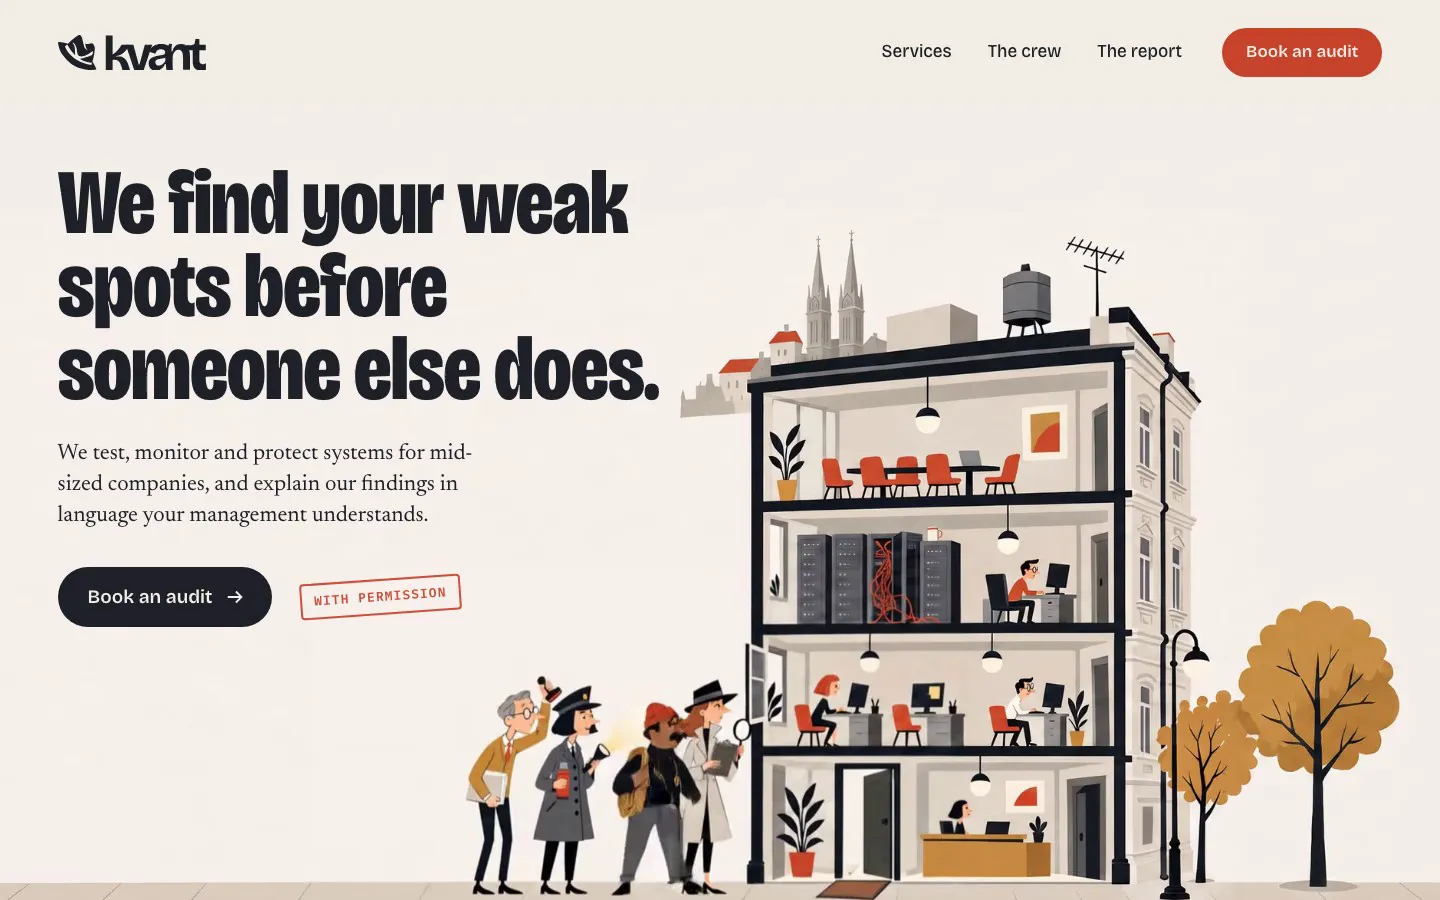 kvant
Services
The crew
The report
Book an audit
We find your weak
spots before
someone else does.
We test, monitor and protect systems for mid-
sized companies, and explain our findings in
language your management understands.
Book an audit →
WITH PERMISSION